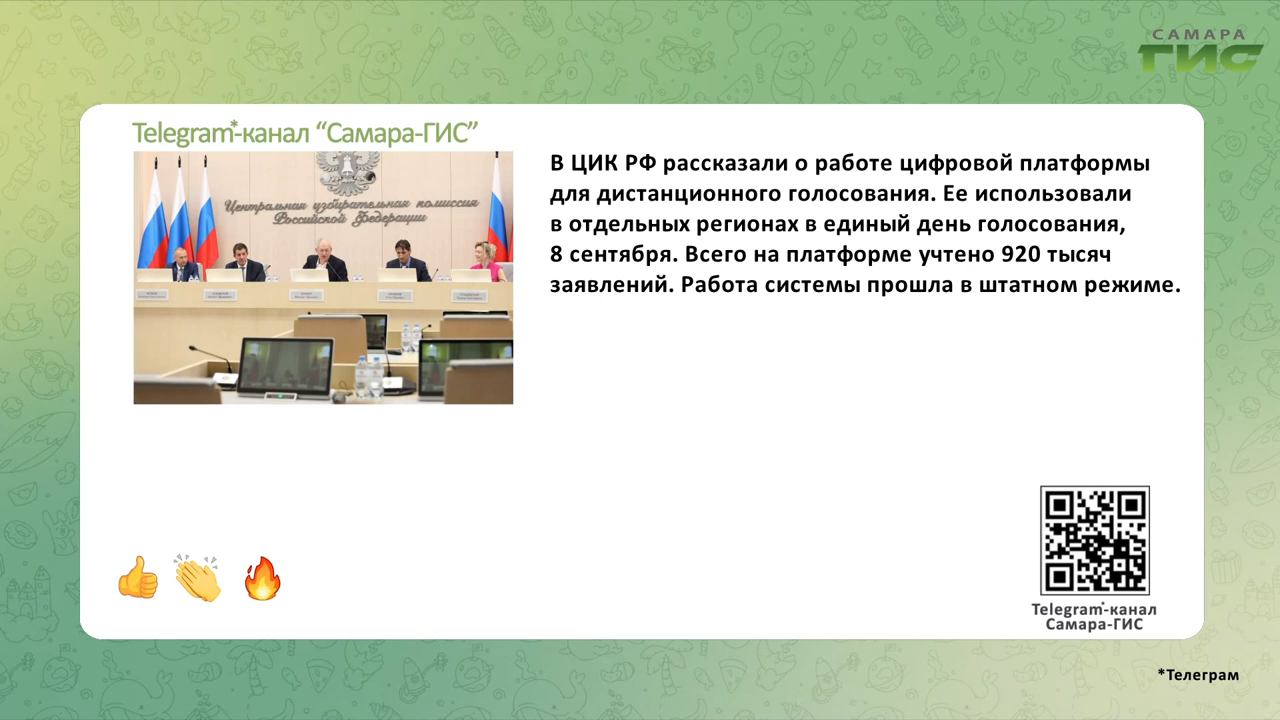 САМАРА
ГИС
Telegram*-канал “Самара-ГИС”
Центральная избирательная комиссия
Российской Федерации
В ЦИК РФ рассказали о работе цифровой платформы
для дистанционного голосования. Ее использовали
в отдельных регионах в единый день голосования,
8 сентября. Всего на платформе учтено 920 тысяч
заявлений. Работа системы прошла в штатном режиме.
Telegram*-канал
Самара-ГИС
*Телеграм